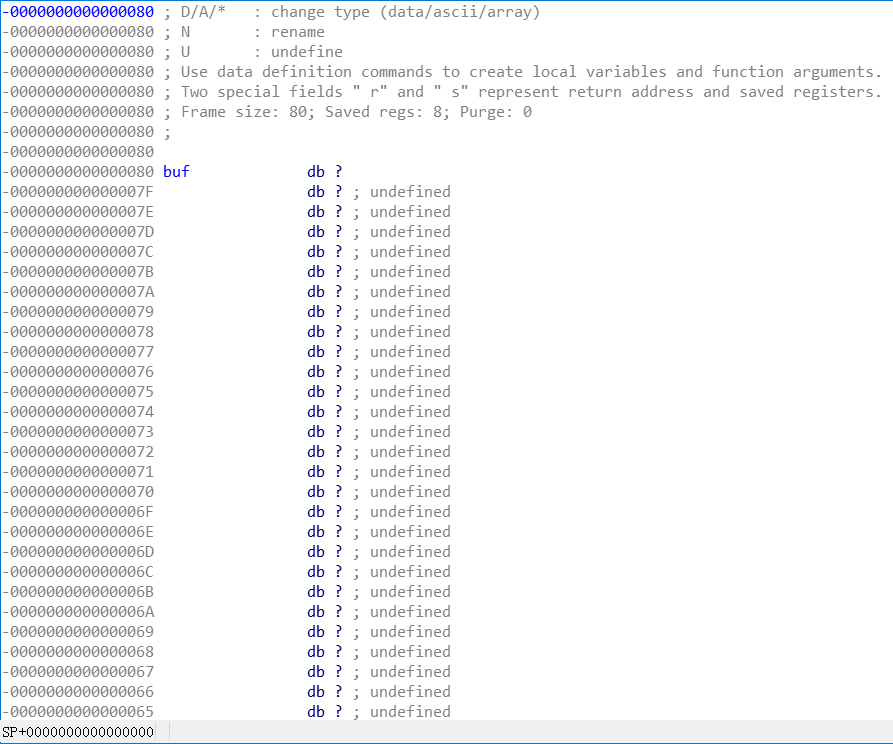 -0000000000000080 ; D/A/*   : change type (data/ascii/array)
-0000000000000080 ; N       : rename
-0000000000000080 ; U       : undefine
-0000000000000080 ; Use data definition commands to create local variables and function arguments.
-0000000000000080 ; Two special fields " r" and " s" represent return address and saved registers.
-0000000000000080 ; Frame size: 80; Saved regs: 8; Purge: 0
-0000000000000080 ;
-0000000000000080
-0000000000000080 buf             db ?
-000000000000007F                 db ? ; undefined
-000000000000007E                 db ? ; undefined
-000000000000007D                 db ? ; undefined
-000000000000007C                 db ? ; undefined
-000000000000007B                 db ? ; undefined
-000000000000007A                 db ? ; undefined
-0000000000000079                 db ? ; undefined
-0000000000000078                 db ? ; undefined
-0000000000000077                 db ? ; undefined
-0000000000000076                 db ? ; undefined
-0000000000000075                 db ? ; undefined
-0000000000000074                 db ? ; undefined
-0000000000000073                 db ? ; undefined
-0000000000000072                 db ? ; undefined
-0000000000000071                 db ? ; undefined
-0000000000000070                 db ? ; undefined
-000000000000006F                 db ? ; undefined
-000000000000006E                 db ? ; undefined
-000000000000006D                 db ? ; undefined
-000000000000006C                 db ? ; undefined
-000000000000006B                 db ? ; undefined
-000000000000006A                 db ? ; undefined
-0000000000000069                 db ? ; undefined
-0000000000000068                 db ? ; undefined
-0000000000000067                 db ? ; undefined
-0000000000000066                 db ? ; undefined
-0000000000000065                 db ? ; undefined
SP+0000000000000000